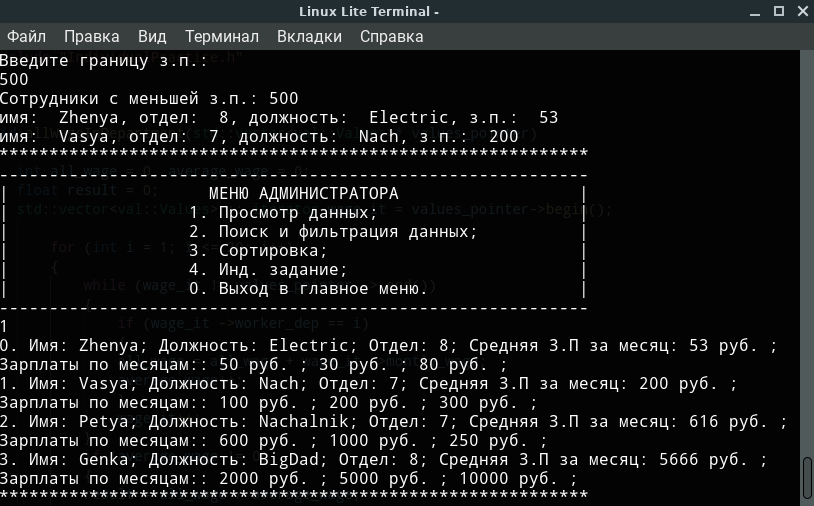 Linux Lite Terminal -
Файл Правка Вид Терминал Вкладки Справка
Введите границу з.п.:
500
Сотрудники с меньшей з.п.: 500
имя:  Zhenya, отдел:  8, должность:  Electric, з.п.:  53
имя:  Vasya, отдел:  7, должность:  Nach, з.п.:  200
***********************************************************
-----------------------------------------------------------
|                    МЕНЮ АДМИНИСТРАТОРА                  |
|                  1. Просмотр данных;                    |
|                  2. Поиск и фильтрация данных;          |
|                  3. Сортировка;                         |
|                  4. Инд. задание;                       |
|                  0. Выход в главное меню.               |
-----------------------------------------------------------
1
0. Имя: Zhenya; Должность: Electric; Отдел: 8; Средняя З.П за месяц: 53 руб. ;
Зарплаты по месяцам:: 50 руб. ; 30 руб. ; 80 руб. ;
1. Имя: Vasya; Должность: Nach; Отдел: 7; Средняя З.П за месяц: 200 руб. ;
Зарплаты по месяцам:: 100 руб. ; 200 руб. ; 300 руб. ;
2. Имя: Petya; Должность: Nachalnik; Отдел: 7; Средняя З.П за месяц: 616 руб. ;
Зарплаты по месяцам:: 600 руб. ; 1000 руб. ; 250 руб. ;
3. Имя: Genka; Должность: BigDad; Отдел: 8; Средняя З.П за месяц: 5666 руб. ;
Зарплаты по месяцам:: 2000 руб. ; 5000 руб. ; 10000 руб. ;
***********************************************************